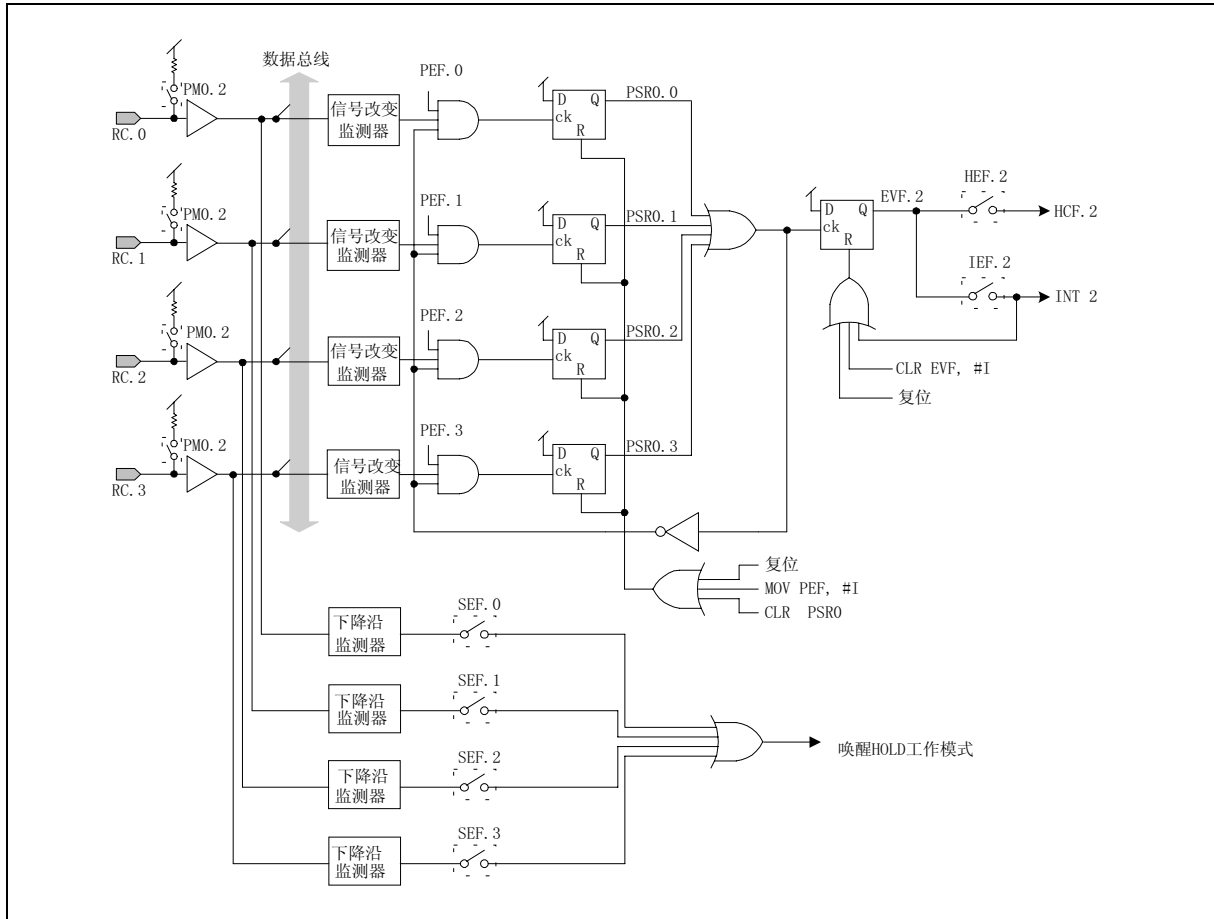 数据总线
PM0.2
RC.0
信号改变
监测器
PEF.0
D Q
ck
R
PSR0.0
PM0.2
RC.1
信号改变
监测器
PEF.1
D Q
ck
R
PSR0.1
D Q
ck
R
EVF.2
HEF.2
HCF.2
IEF.2
INT 2
CLR EVF, #I
复位
PM0.2
RC.2
信号改变
监测器
PEF.2
D Q
ck
R
PSR0.2
PM0.2
RC.3
信号改变
监测器
PEF.3
D Q
ck
R
PSR0.3
复位
MOV PEF, #I
CLR PSR0
下降沿
监测器
SEF.0
下降沿
监测器
SEF.1
下降沿
监测器
SEF.2
下降沿
监测器
SEF.3
唤醒HOLD工作模式